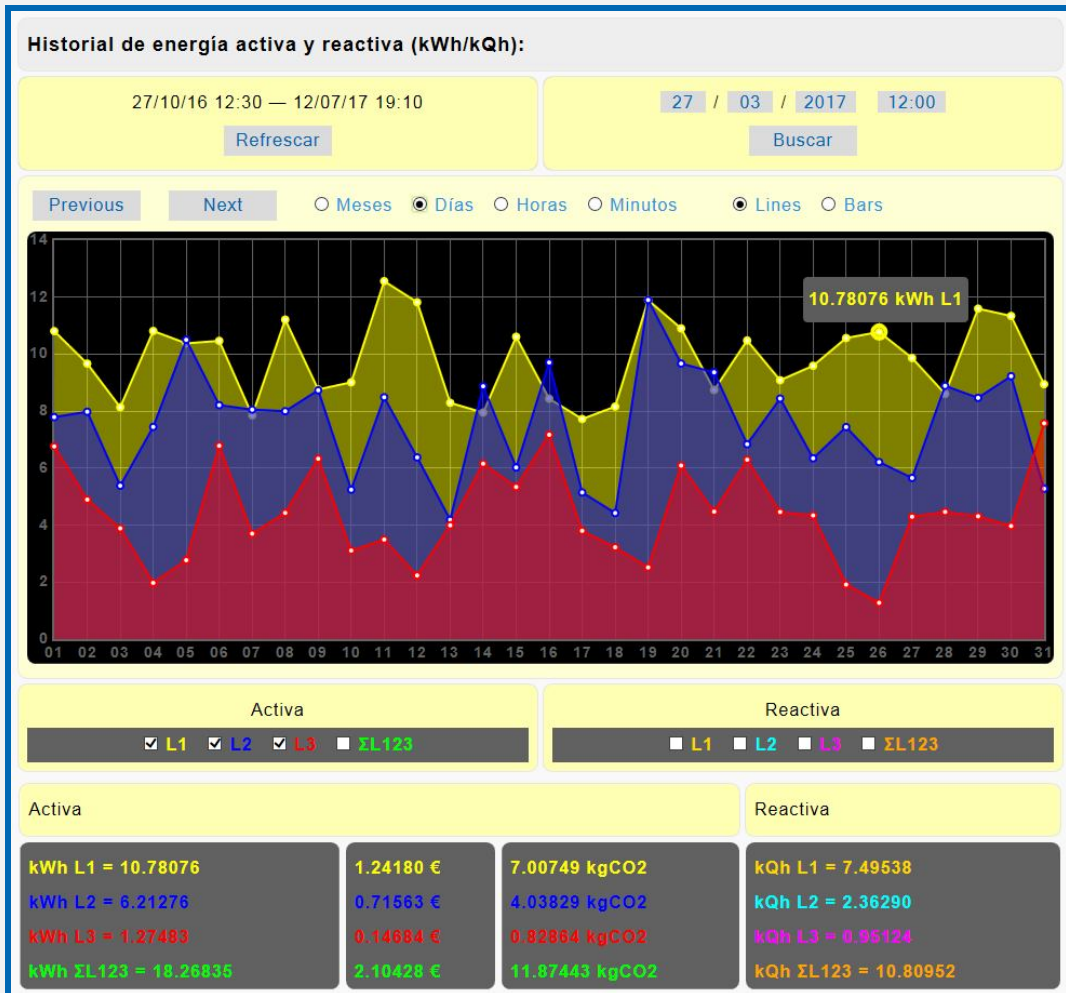 Historial de energía activa y reactiva (kWh/kQh):
27/10/16 12:30 — 12/07/17 19:10
27 / 03 / 2017 12:00
Refrescar
Buscar
Previous Next Meses Días Horas Minutos Lines Bars
14
12
10
8
6
4
2
0
10.78076 kWh L1
01 02 03 04 05 06 07 08 09 10 11 12 13 14 15 16 17 18 19 20 21 22 23 24 25 26 27 28 29 30 31
Activa
L1 L2 L3 ΣL123
Reactiva
L1 L2 L3 ΣL123
Activa
Reactiva
kWh L1 = 10.78076 1.24180 € 7.00749 kgCO2 kQh L1 = 7.49538
kWh L2 = 6.21276 0.71563 € 4.03829 kgCO2 kQh L2 = 2.36290
kWh L3 = 1.27483 0.14684 € 0.82864 kgCO2 kQh L3 = 0.95124
kWh ΣL123 = 18.26835 2.10428 € 11.87443 kgCO2 kQh ΣL123 = 10.80952